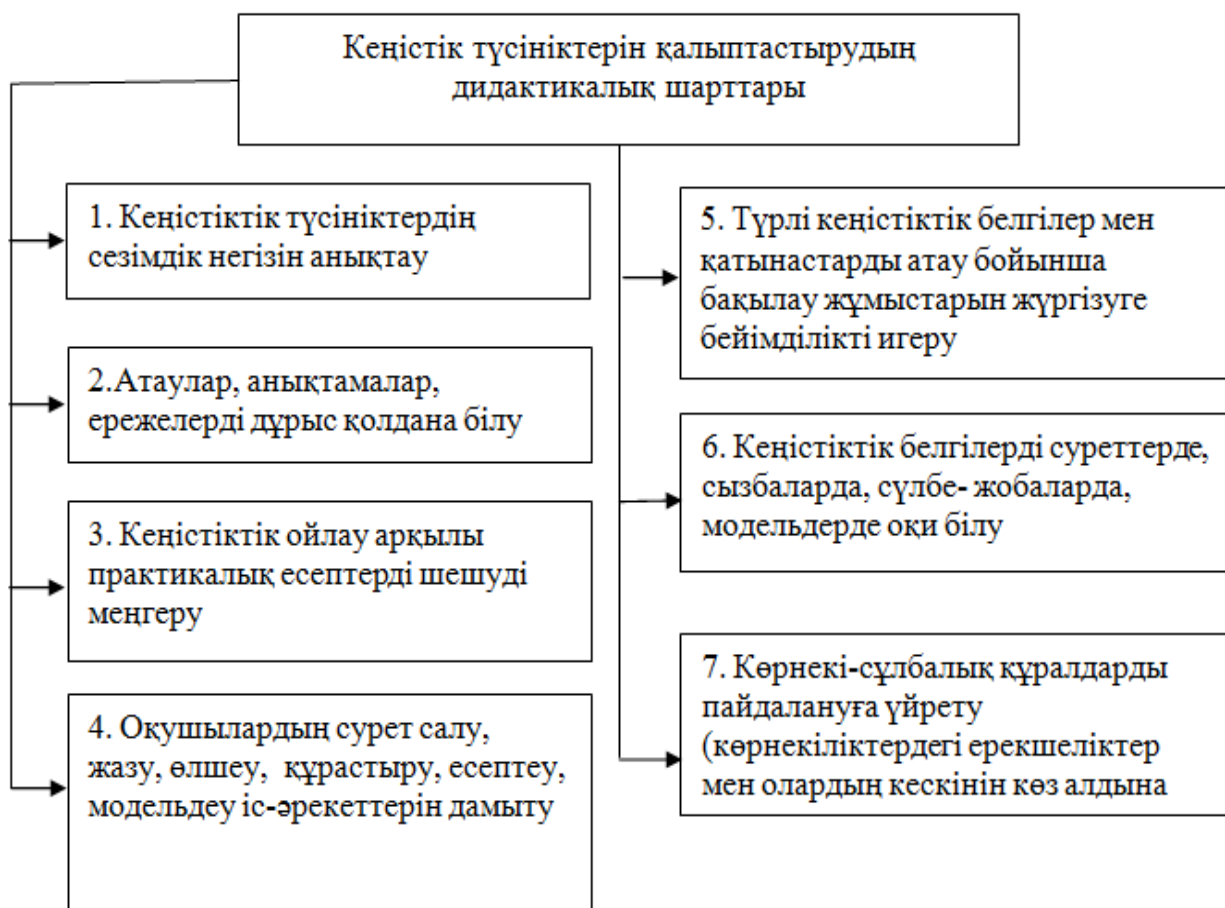 Кеңістік түсініктерін қалыптастырудың
дидактикалық шарттары
1. Кеңістіктік түсініктердің
сезімдік негізін анықтау
2.Атаулар, анықтамалар,
ережелерді дұрыс қолдана білу
3. Кеңістіктік ойлау арқылы
практикалық есептерді шешуді
меңгеру
4. Оқушылардың сурет салу,
жазу, өлшеу, құрастыру, есептеу,
модельдеу іс-әрекеттерін дамыту
5. Түрлі кеңістіктік белгілер мен
қатынастарды атау бойынша
бақылау жұмыстарын жүргізуге
бейімділікті игеру
6. Кеңістіктік белгілерді суреттерде,
сызбаларда, сүлбе- жобаларда,
модельдерде оқи білу
7. Көрнекі-сұлбалық құралдарды
пайдалануға үйрету
(көрнекіліктердегі ерекшеліктер
мен олардың кескінін көз алдына